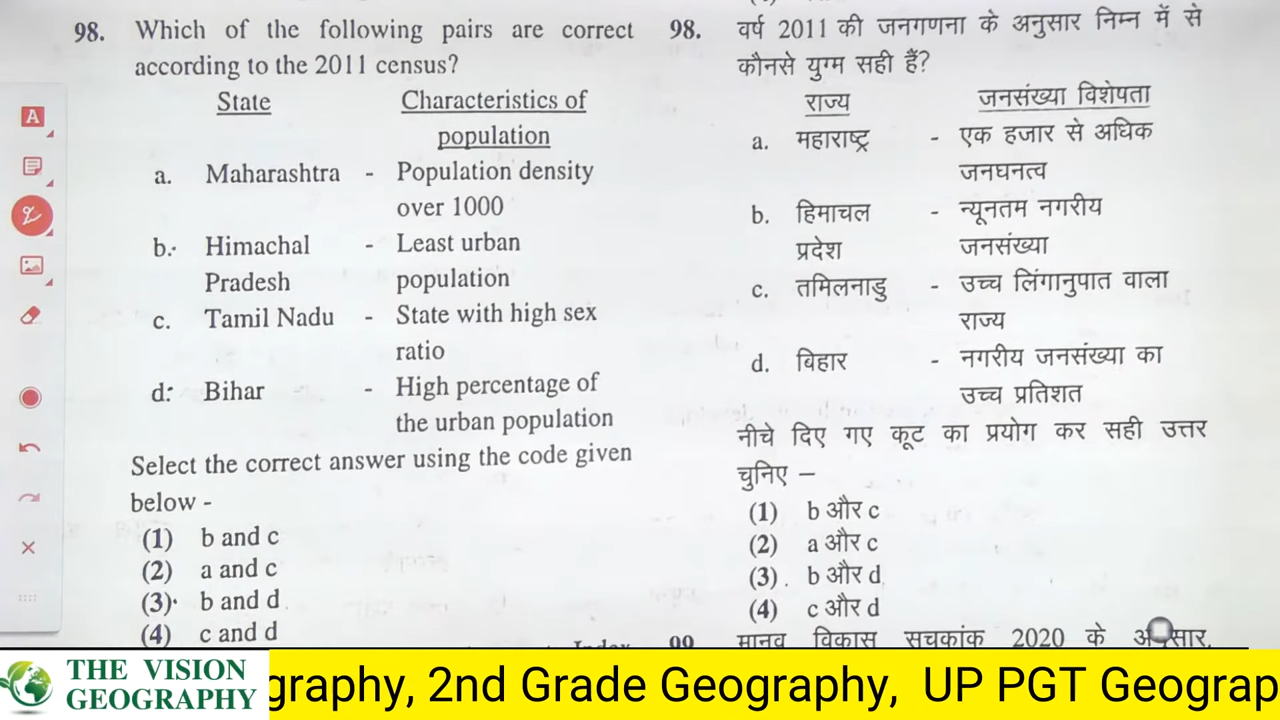 98. Which of the following pairs are correct
according to the 2011 census?
State Characteristics of
population
a. Maharashtra - Population density
over 1000
b. Himachal - Least urban
Pradesh population
c. Tamil Nadu - State with high sex
ratio
d. Bihar - High percentage of
the urban population
Select the correct answer using the code given
below -
(1) b and c
(2) a and c
(3) b and d
(4) c and d
Index
98. वर्ष 2011 की जनगणना के अनुसार निम्न में से
कौनसे युग्म सही हैं?
राज्य जनसंख्या विशेषता
a. महाराष्ट्र - एक हजार से अधिक
जनघनत्व
b. हिमाचल - न्यूनतम नगरीय
प्रदेश जनसंख्या
c. तमिलनाडु - उच्च लिंगानुपात वाला
राज्य
d. बिहार - नगरीय जनसंख्या का
उच्च प्रतिशत
नीचे दिए गए कूट का प्रयोग कर सही उत्तर
चुनिए –
(1) b और c
(2) a और c
(3) b और d
(4) c और d
99 मानव विकास सूचकांक 2020 के अनुसार,
A
THE VISION
GEOGRAPHY
graphy, 2nd Grade Geography, UP PGT Geograp